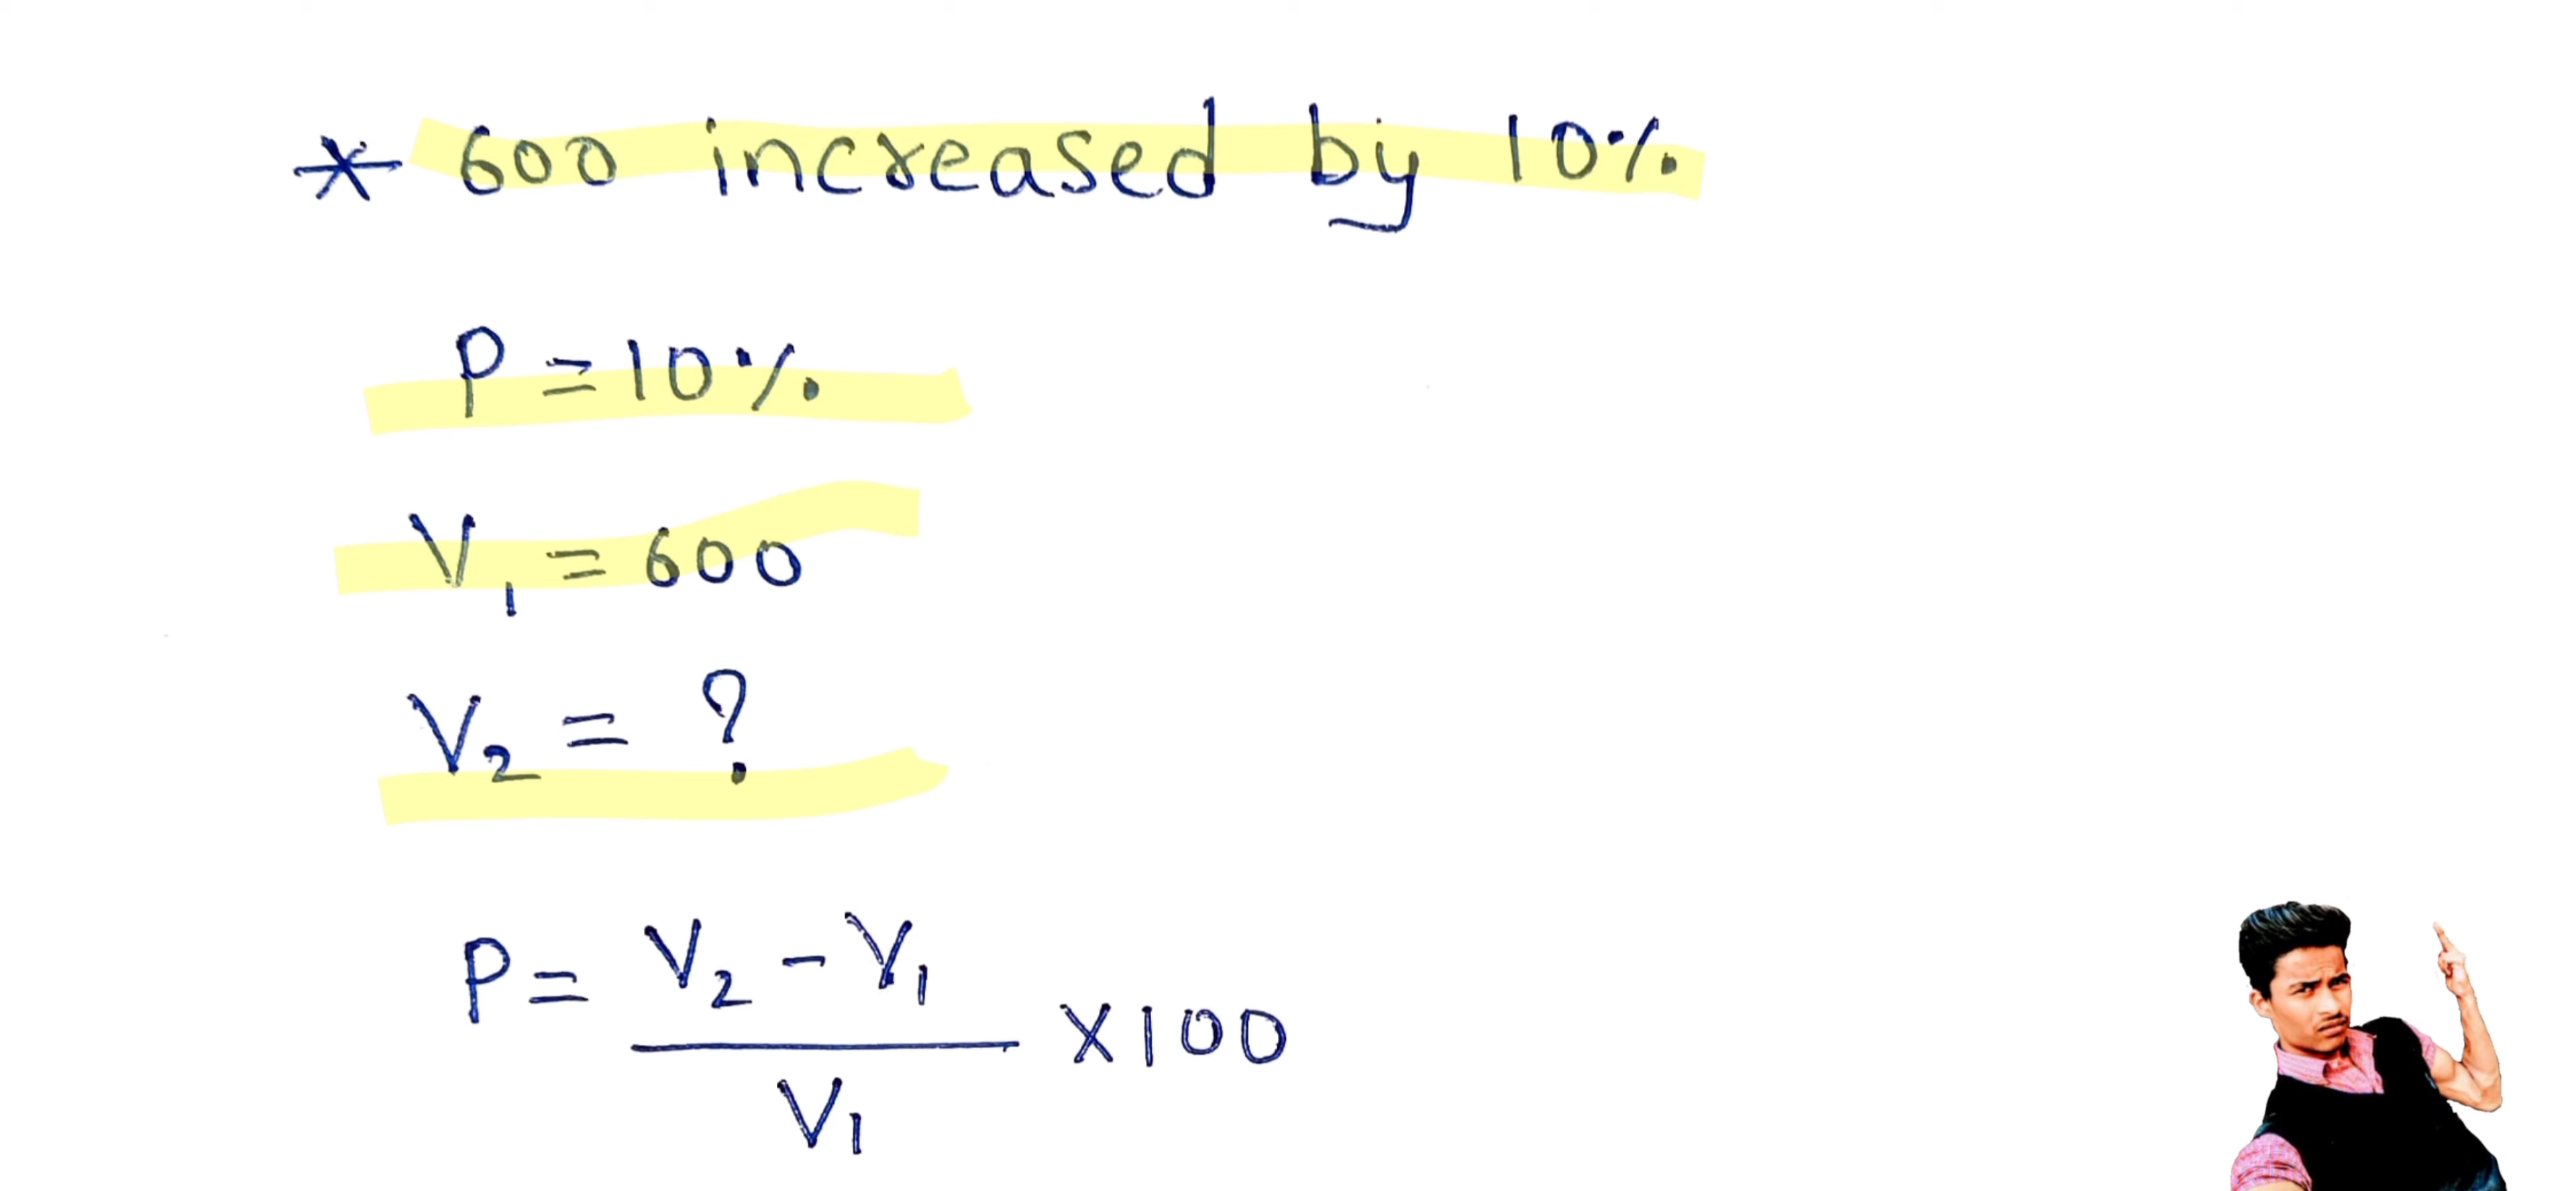 * 600 increased by 10%
P = 10%
V₁ = 600
V₂ = ?
P = V₂ - V₁ / V₁ X 100